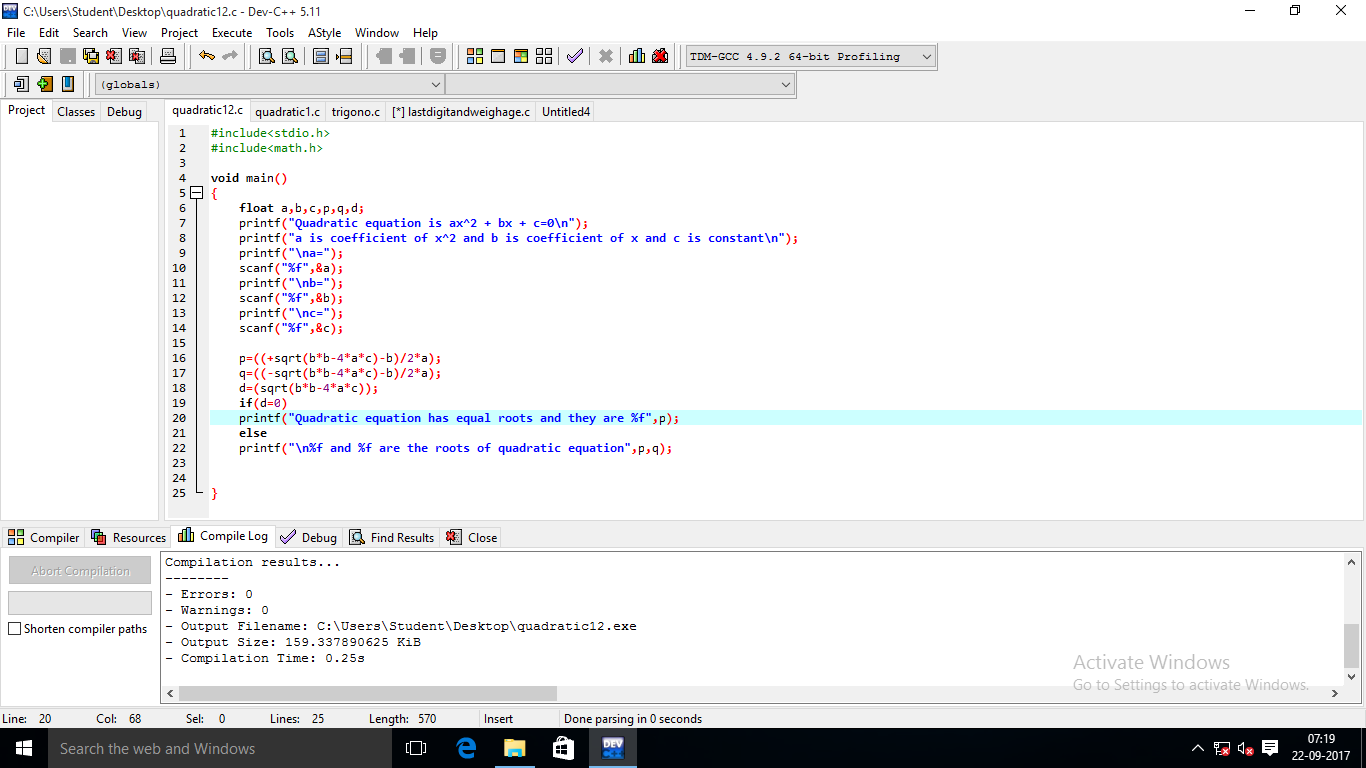 C:\Users\Student\Desktop\quadratic12.c - Dev-C++ 5.11
File Edit Search View Project Execute Tools AStyle Window Help
TDM-GCC 4.9.2 64-bit Profiling
(globals)
Project Classes Debug
quadratic12.c quadratic1.c trigono.c [*] lastdigitandweighage.c Untitled4
1 #include<stdio.h>
2 #include<math.h>
3
4 void main()
5 {
6 float a,b,c,p,q,d;
7 printf("Quadratic equation is ax^2 + bx + c=0\n");
8 printf("a is coefficient of x^2 and b is coefficient of x and c is constant\n");
9 printf("\na=");
10 scanf("%f",&a);
11 printf("\nb=");
12 scanf("%f",&b);
13 printf("\nc=");
14 scanf("%f",&c);
15
16 p=((+sqrt(b*b-4*a*c)-b)/2*a);
17 q=((-sqrt(b*b-4*a*c)-b)/2*a);
18 d=(sqrt(b*b-4*a*c));
19 if(d=0)
20 printf("Quadratic equation has equal roots and they are %f",p);
21 else
22 printf("\n%f and %f are the roots of quadratic equation",p,q);
23
24
25 }
Compiler Resources Compile Log Debug Find Results Close
Abort Compilation
Shorten compiler paths
Compilation results...
--------
- Errors: 0
- Warnings: 0
- Output Filename: C:\Users\Student\Desktop\quadratic12.exe
- Output Size: 159.337890625 KiB
- Compilation Time: 0.25s
Activate Windows
Go to Settings to activate Windows.
Line: 20 Col: 68 Sel: 0 Lines: 25 Length: 570 Insert Done parsing in 0 seconds
Search the web and Windows
DEV
07:19
22-09-2017